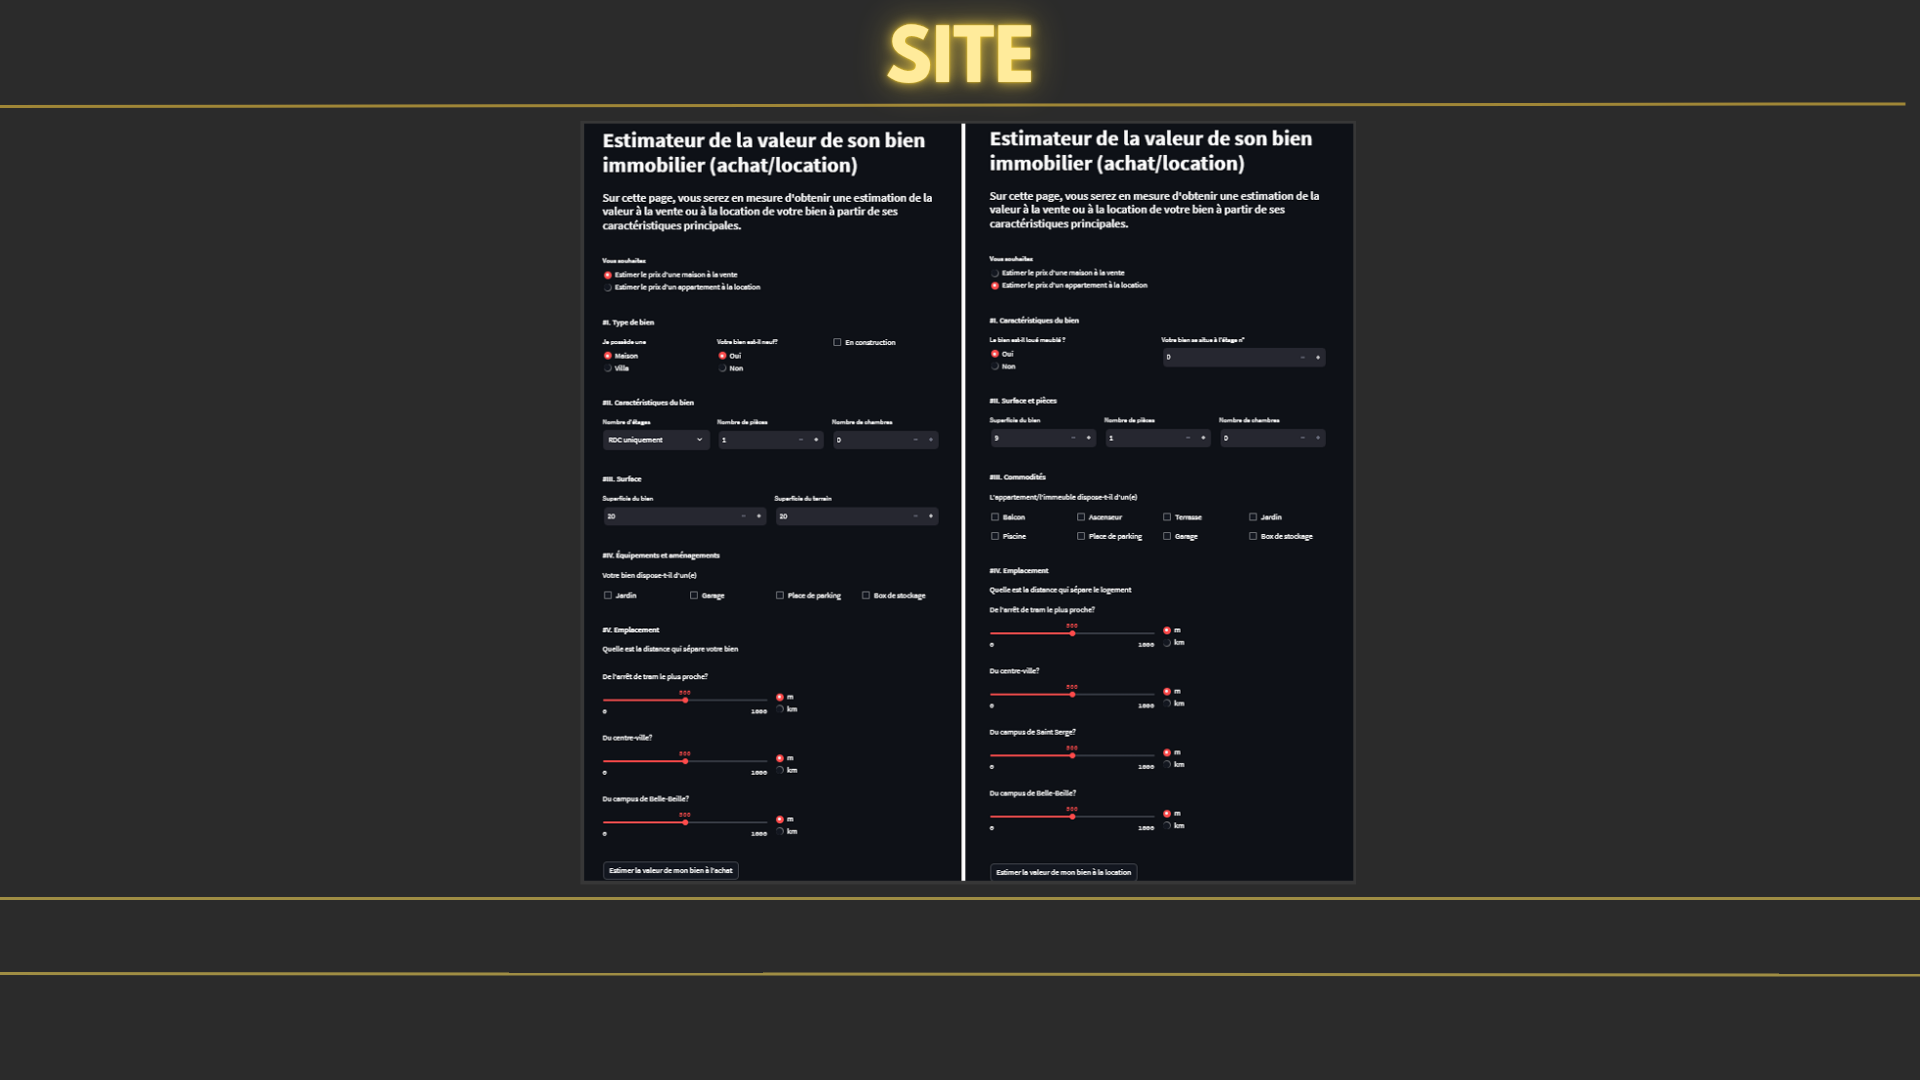 SITE
Estimateur de la valeur de son bien
immobilier (achat/location)
Sur cette page, vous serez en mesure d'obtenir une estimation de la
valeur à la vente ou à la location de votre bien à partir de ses
caractéristiques principales.
Vous souhaitez
Estimer le prix d'une maison à la vente
Estimer le prix d'un appartement à la location
#I. Type de bien
Je possède une
Votre bien est-il neuf?
En construction
Maison
Oui
Villa
Non
#II. Caractéristiques du bien
Nombre d'étages
Nombre de pièces
Nombre de chambres
RDC uniquement
1
0
#III. Surface
Superficie du bien
Superficie du terrain
20
20
#IV. Équipements et aménagements
Votre bien dispose-t-il d'un(e)
Jardin
Garage
Place de parking
Box de stockage
#V. Emplacement
Quelle est la distance qui sépare votre bien
De l'arrêt de tram le plus proche?
500
m
km
0
1000
Du centre-ville?
500
m
km
0
1000
Du campus de Belle-Beille?
500
m
km
0
1000
Estimer la valeur de mon bien à l'achat
Estimateur de la valeur de son bien
immobilier (achat/location)
Sur cette page, vous serez en mesure d'obtenir une estimation de la
valeur à la vente ou à la location de votre bien à partir de ses
caractéristiques principales.
Vous souhaitez
Estimer le prix d'une maison à la vente
Estimer le prix d'un appartement à la location
#I. Caractéristiques du bien
Le bien est-il loué meublé ?
Votre bien se situe à l'étage n°
Oui
0
Non
#II. Surface et pièces
Superficie du bien
Nombre de pièces
Nombre de chambres
9
1
0
#III. Commodités
L'appartement/l'immeuble dispose-t-il d'un(e)
Balcon
Ascenseur
Terrasse
Jardin
Piscine
Place de parking
Garage
Box de stockage
#IV. Emplacement
Quelle est la distance qui sépare le logement
De l'arrêt de tram le plus proche?
500
m
km
0
1000
Du centre-ville?
500
m
km
0
1000
Du campus de Saint Serge?
500
m
km
0
1000
Du campus de Belle-Beille?
500
m
km
0
1000
Estimer la valeur de mon bien à la location